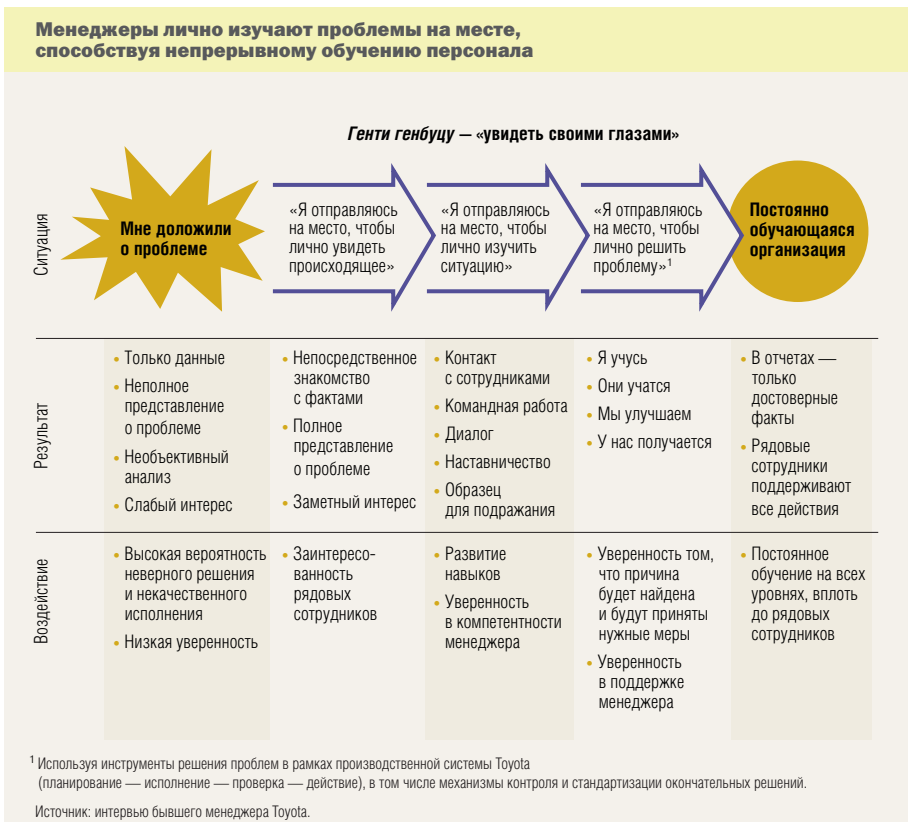 Менеджеры лично изучают проблемы на месте,
способствуя непрерывному обучению персонала
Генти генбуцу — «увидеть своими глазами»
Ситуация
Мне доложили
о проблеме
«Я отправляюсь
на место, чтобы
лично увидеть
происходящее»
«Я отправляюсь
на место, чтобы
лично изучить
ситуацию»
«Я отправляюсь
на место, чтобы
лично решить
проблему»¹
Постоянно
обучающаяся
организация
Результат
• Только данные
• Неполное
представление
о проблеме
• Необъективный
анализ
• Слабый интерес
• Непосредственное
знакомство
с фактами
• Полное
представление
о проблеме
• Заметный интерес
• Контакт
с сотрудниками
• Командная работа
• Диалог
• Наставничество
• Образец
для подражания
• Я учусь
• Они учатся
• Мы улучшаем
• У нас получается
• В отчетах —
только
достоверные
факты
• Рядовые
сотрудники
поддерживают
все действия
Воздействие
• Высокая вероятность
неверного решения
и некачественного
исполнения
• Низкая уверенность
• Заинтересо-
ванность
рядовых
сотрудников
• Развитие
навыков
• Уверенность
в компетентности
менеджера
• Уверенность том,
что причина
будет найдена
и будут приняты
нужные меры
• Уверенность
в поддержке
менеджера
• Постоянное
обучение на всех
уровнях, вплоть
до рядовых
сотрудников
¹ Используя инструменты решения проблем в рамках производственной системы Toyota
(планирование — исполнение — проверка — действие), в том числе механизмы контроля и стандартизации окончательных решений.
Источник: интервью бывшего менеджера Toyota.